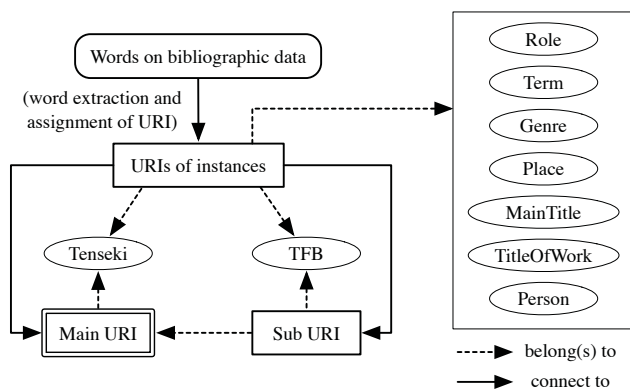 Words on bibliographic data
(word extraction and
assignment of URI)
URIs of instances
Tenseki
TFB
Main URI
Sub URI
Role
Term
Genre
Place
MainTitle
TitleOfWork
Person
belong(s) to
connect to